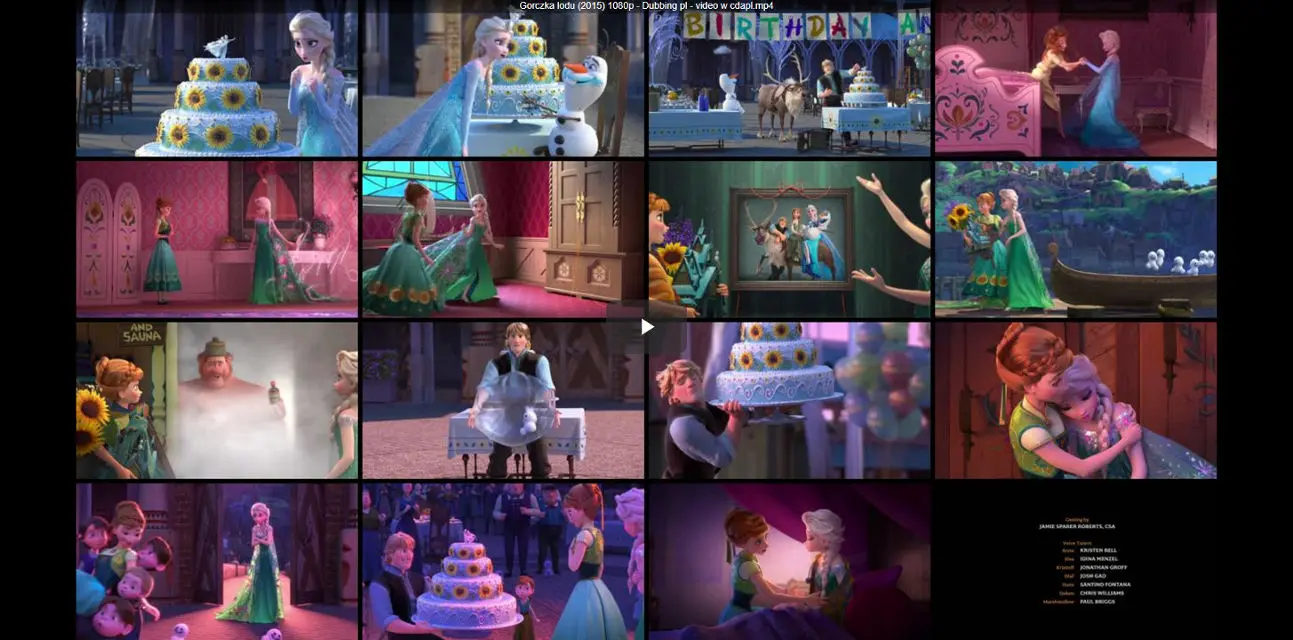 Gorczka lodu (2015) 1080p - Dubbing pl - video w cdapl.mp4
BIRTHDAY AN
AND
SAUNA
Casting by
JAMIE SPARER ROBERTS, CSA
Voice Talent
Anna KRISTEN BELL
Elsa IDINA MENZEL
Kristoff JONATHAN GROFF
Olaf JOSH GAD
Hans SANTINO FONTANA
Oaken CHRIS WILLIAMS
Marshmallow PAUL BRIGGS